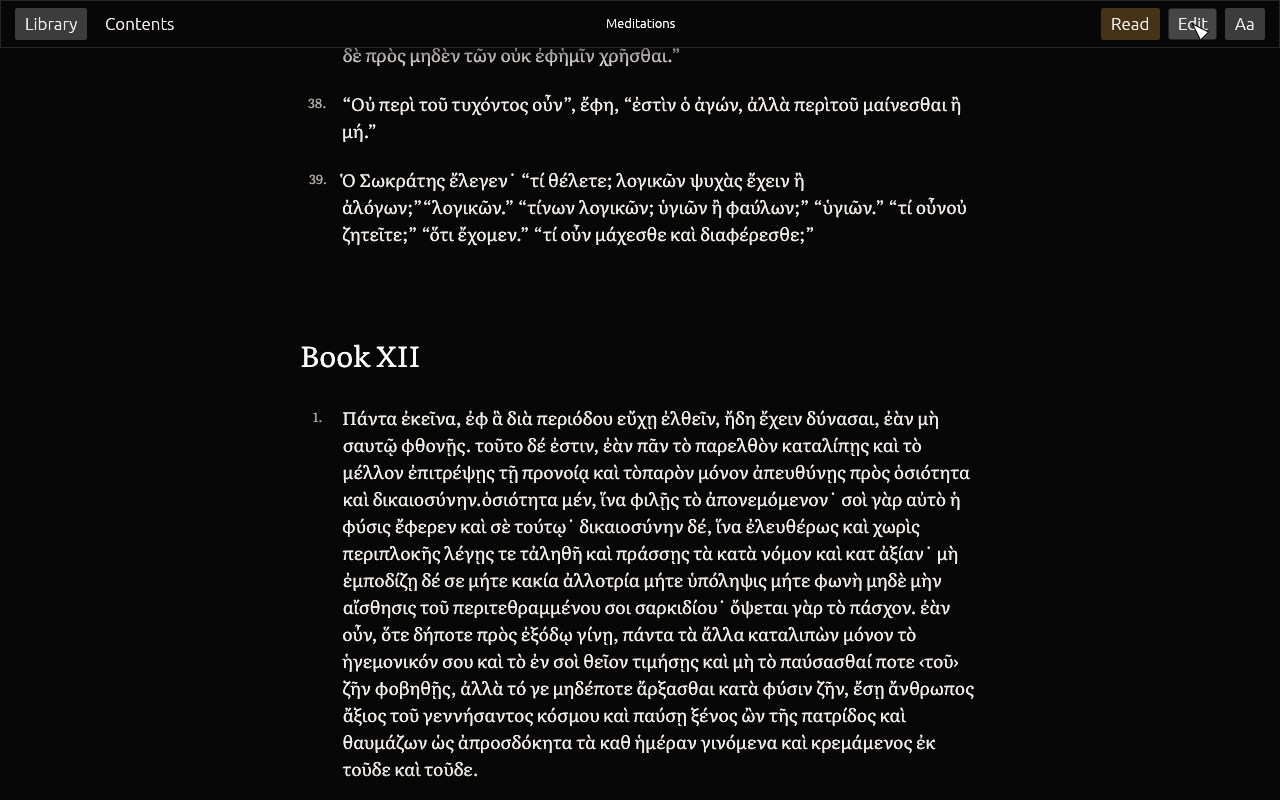 Library Contents Meditations Read Edit Aa
δὲ πρὸς μηδὲν τῶν οὐκ ἐφἡμῖν χρῆσθαι.”
38. “Οὐ περὶ τοῦ τυχόντος οὖν”, ἔφη, “ἐστὶν ὁ ἀγών, ἀλλὰ περὶτοῦ μαίνεσθαι ἢ
μή.”
39. Ὁ Σωκράτης ἔλεγεν˙ “τί θέλετε; λογικῶν ψυχὰς ἔχειν ἢ
ἀλόγων;”“λογικῶν.” “τίνων λογικῶν; ὑγιῶν ἢ φαύλων;” “ὑγιῶν.” “τί οὖνοὐ
ζητεῖτε;” “ὅτι ἔχομεν.” “τί οὖν μάχεσθε καὶ διαφέρεσθε;”
Book XII
1. Πάντα ἐκεῖνα, ἐφ ἃ διὰ περιόδου εὔχῃ ἐλθεῖν, ἤδη ἔχειν δύνασαι, ἐὰν μὴ
σαυτῷ φθονῇς. τοῦτο δέ ἐστιν, ἐὰν πᾶν τὸ παρελθὸν καταλίπῃς καὶ τὸ
μέλλον ἐπιτρέψῃς τῇ προνοίᾳ καὶ τὸπαρὸν μόνον ἀπευθύνῃς πρὸς ὁσιότητα
καὶ δικαιοσύνην.ὁσιότητα μέν, ἵνα φιλῇς τὸ ἀπονεμόμενον˙ σοὶ γὰρ αὐτὸ ἡ
φύσις ἔφερεν καὶ σὲ τούτῳ˙ δικαιοσύνην δέ, ἵνα ἐλευθέρως καὶ χωρὶς
περιπλοκῆς λέγῃς τε τἀληθῆ καὶ πράσσῃς τὰ κατὰ νόμον καὶ κατ ἀξίαν˙ μὴ
ἐμποδίζῃ δέ σε μήτε κακία ἀλλοτρία μήτε ὑπόληψις μήτε φωνὴ μηδὲ μὴν
αἴσθησις τοῦ περιτεθραμμένου σοι σαρκιδίου˙ ὄψεται γὰρ τὸ πάσχον. ἐὰν
οὖν, ὅτε δήποτε πρὸς ἐξόδῳ γίνῃ, πάντα τὰ ἄλλα καταλιπὼν μόνον τὸ
ἡγεμονικόν σου καὶ τὸ ἐν σοὶ θεῖον τιμήσῃς καὶ μὴ τὸ παύσασθαί ποτε ‹τοῦ›
ζῆν φοβηθῇς, ἀλλὰ τό γε μηδέποτε ἄρξασθαι κατὰ φύσιν ζῆν, ἔσῃ ἄνθρωπος
ἄξιος τοῦ γεννήσαντος κόσμου καὶ παύσῃ ξένος ὢν τῆς πατρίδος καὶ
θαυμάζων ὡς ἀπροσδόκητα τὰ καθ ἡμέραν γινόμενα καὶ κρεμάμενος ἐκ
τοῦδε καὶ τοῦδε.